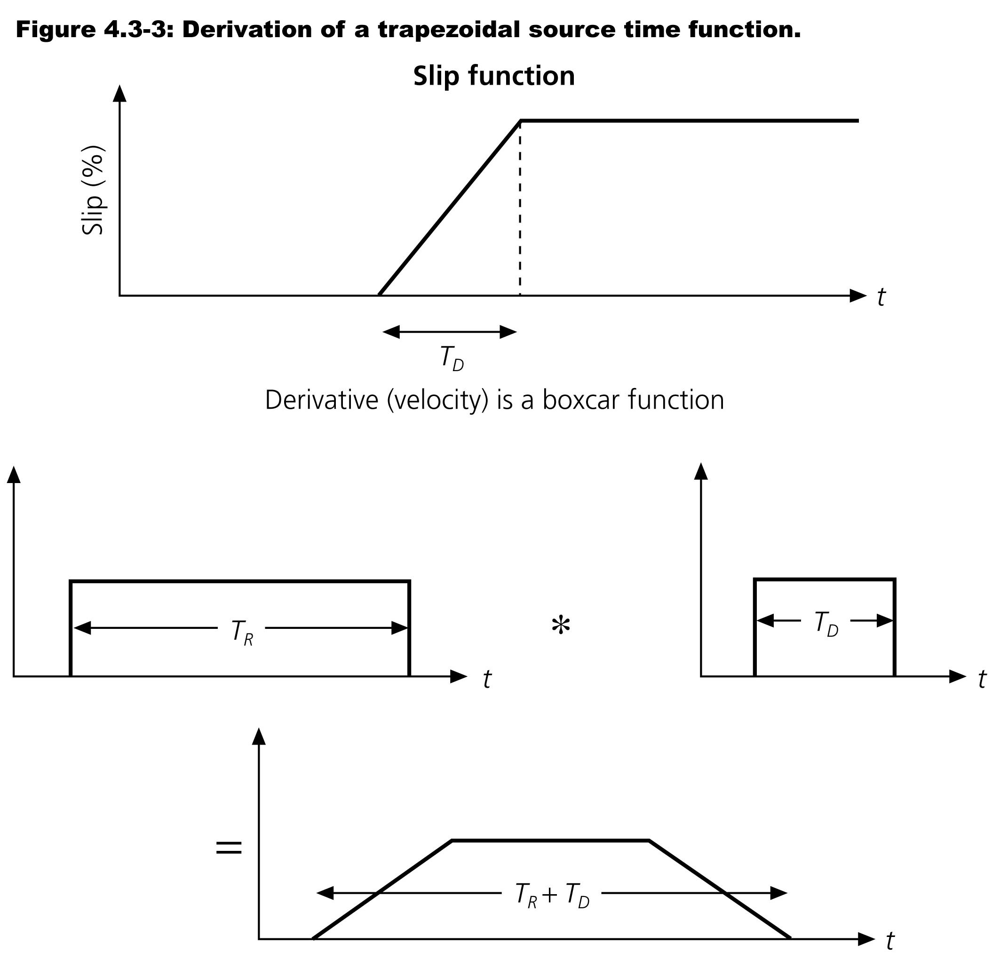 Figure 4.3-3: Derivation of a trapezoidal source time function.
Slip function
Slip (%)
t
T_D
Derivative (velocity) is a boxcar function
T_R
t
*
T_D
t
=
T_R + T_D
t